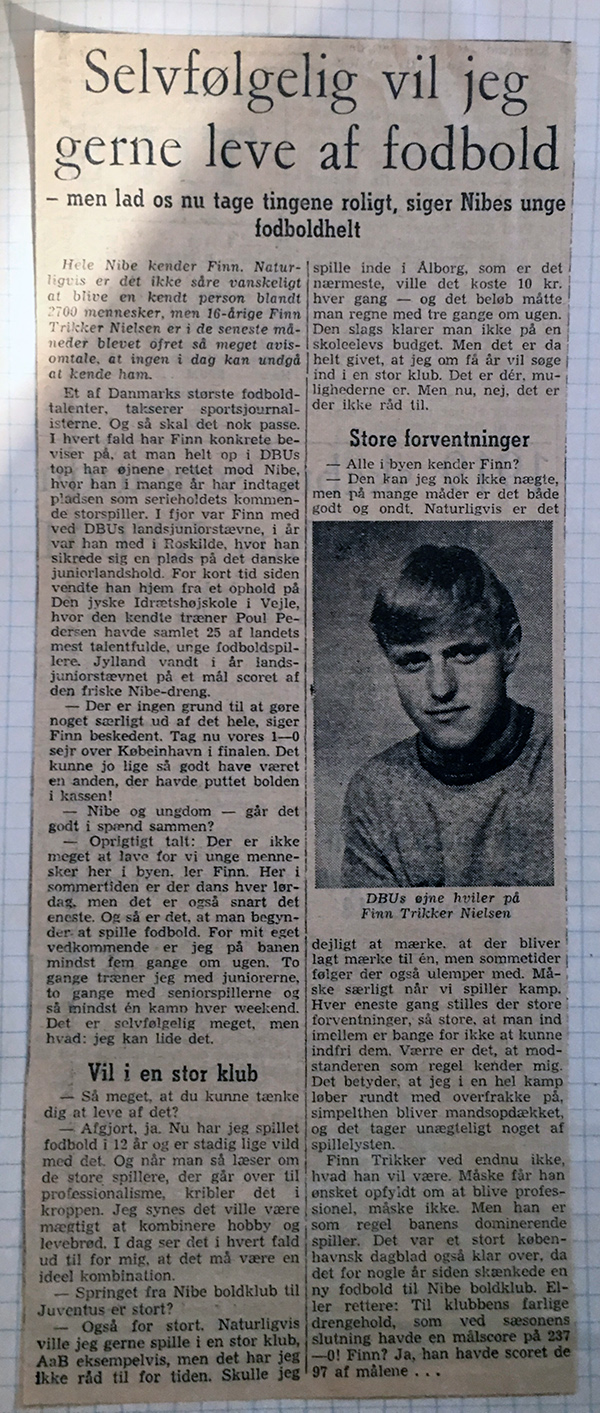 Selvfølgelig vil jeg
gerne leve af fodbold
– men lad os nu tage tingene roligt, siger Nibes unge
fodboldhelt
Hele Nibe kender Finn. Natur-
ligvis er det ikke såre vanskeligt
at blive en kendt person blandt
2700 mennesker, men 16-årige Finn
Trikker Nielsen er i de seneste må-
neder blevet ofret så meget avis-
omtale, at ingen i dag kan undgå
at kende ham.
Et af Danmarks største fodbold-
talenter, takserer sportsjournal-
isterne. Og så skal det nok passe.
I hvert fald har Finn konkrete be-
viser på, at man helt op i DBUs
top har øjnene rettet mod Nibe,
hvor han i mange år har indtaget
pladsen som serieholdets kommen-
de storspiller. I fjor var Finn med
ved DBUs landsjuniorstævne, i år
var han med i Roskilde, hvor han
sikrede sig en plads på det danske
juniorlandshold. For kort tid siden
vendte han hjem fra et ophold på
Den jyske Idrætshøjskole i Vejle,
hvor den kendte træner Poul Pe-
dersen havde samlet 25 af landets
mest talentfulde, unge fodboldspil-
lere. Jylland vandt i år lands-
juniorstævnet på et mål scoret af
den friske Nibe-dreng.
— Der er ingen grund til at gøre
noget særligt ud af det hele, siger
Finn beskedent. Tag nu vores 1—0
sejr over Købeinhavn i finalen. Det
kunne jo lige så godt have været
en anden, der havde puttet bolden
i kassen!
— Nibe og ungdom — går det
godt i spænd sammen?
— Oprigtigt talt: Der er ikke
meget at lave for vi unge menne-
sker her i byen, ler Finn. Her i
sommertiden er der dans hver lør-
dag, men det er også snart det
eneste. Og så er det, at man begyn-
der at spille fodbold. For mit eget
vedkommende er jeg på banen
mindst fem gange om ugen. To
gange træner jeg med juniorerne,
to gange med seniorspillerne og
så mindst én kamp hver weekend.
Det er selvfølgelig meget, men
hvad: jeg kan lide det.
Vil i en stor klub
— Så meget, at du kunne tænke
dig at leve af det?
— Afgjort, ja. Nu har jeg spillet
fodbold i 12 år og er stadig lige vild
med det. Og når man så læser om
de store spillere, der går over til
professionalisme, kribler det i
kroppen. Jeg synes det ville være
mægtigt at kombinere hobby og
levebrød. I dag ser det i hvert fald
ud til for mig, at det må være en
ideel kombination.
— Springet fra Nibe boldklub til
Juventus er stort?
— Også for stort. Naturligvis
ville jeg gerne spille i en stor klub,
AaB eksempelvis, men det har jeg
ikke råd til for tiden. Skulle jeg
spille inde i Ålborg, som er det
nærmeste, ville det koste 10 kr.
hver gang — og det beløb måtte
man regne med tre gange om ugen.
Den slags klarer man ikke på en
skoleelevs budget. Men det er da
helt givet, at jeg om få år vil søge
ind i en stor klub. Det er dér, mu-
lighederne er. Men nu, nej, det er
der ikke råd til.
Store forventninger
— Alle i byen kender Finn?
— Den kan jeg nok ikke nægte,
men på mange måder er det både
godt og ondt. Naturligvis er det
DBUs øjne hviler på
Finn Trikker Nielsen
dejligt at mærke, at der bliver
lagt mærke til én, men sommetider
følger der også ulemper med. Må-
ske særligt når vi spiller kamp.
Hver eneste gang stilles der store
forventninger, så store, at man ind
imellem er bange for ikke at kunne
indfri dem. Værre er det, at mod-
standeren som regel kender mig.
Det betyder, at jeg i en hel kamp
løber rundt med overfrakke på,
simpelthen bliver mandsopdækket,
og det tager unægteligt noget af
spillelysten.
Finn Trikker ved endnu ikke,
hvad han vil være. Måske får han
ønsket opfyldt om at blive profes-
sionel, måske ikke. Men han er
som regel banens dominerende
spiller. Det var et stort køben-
havnsk dagblad også klar over, da
det for nogle år siden skænkede en
ny fodbold til Nibe boldklub. El-
ler rettere: Til klubbens farlige
drengehold, som ved sæsonens
slutning havde en målscore på 237
—0! Finn? Ja, han havde scoret de
97 af målene . . .